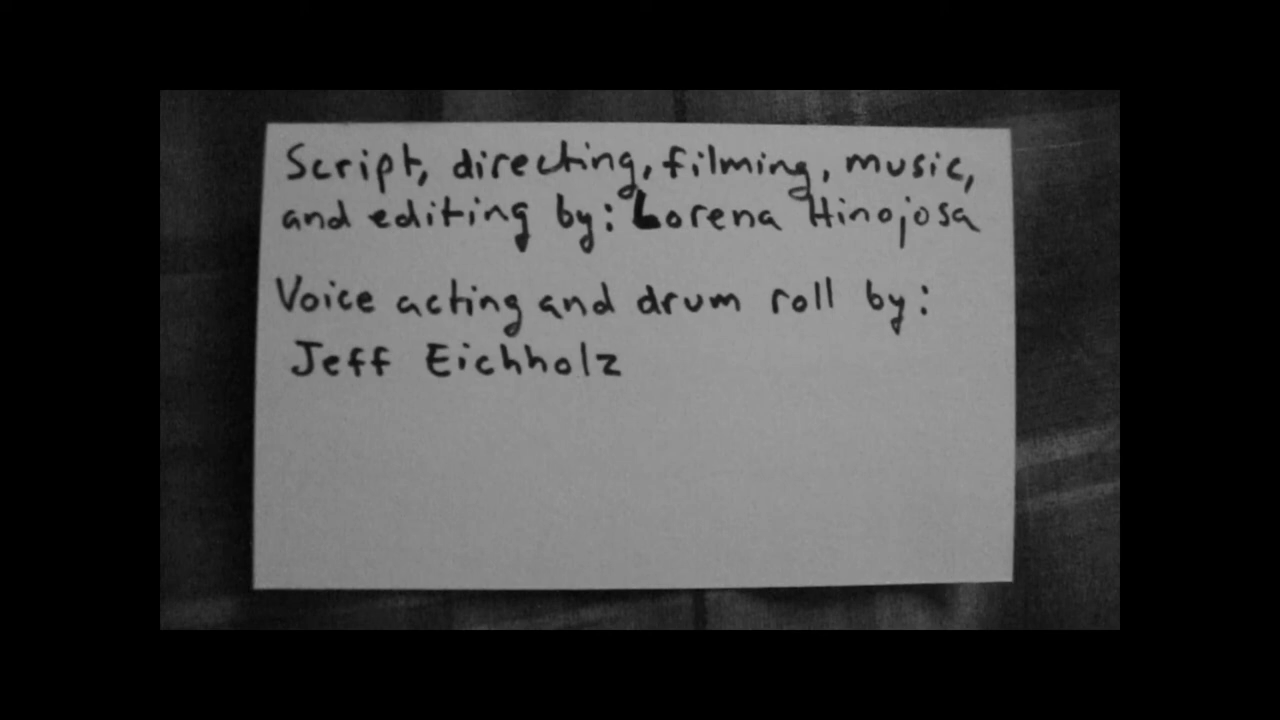 Script, directing, filming, music,
and editing by: Lorena Hinojosa
Voice acting and drum roll by:
Jeff Eichholz